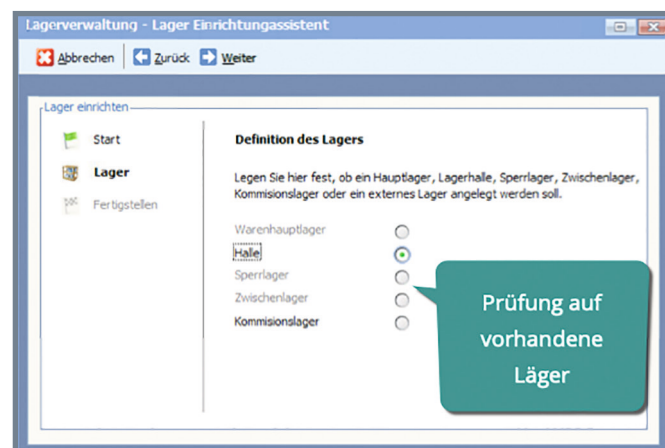 Lagerverwaltung - Lager Einrichtungassistent
Abbrechen Zurück Weiter
Lager einrichten
Start
Lager
Fertigstellen
Definition des Lagers
Legen Sie hier fest, ob ein Hauptlager, Lagerhalle, Sperrlager, Zwischenlager,
Kommisionslager oder ein externes Lager angelegt werden soll.
Warenhauptlager
Halle
Sperrlager
Zwischenlager
Kommisionslager
Prüfung auf
vorhandene
Läger